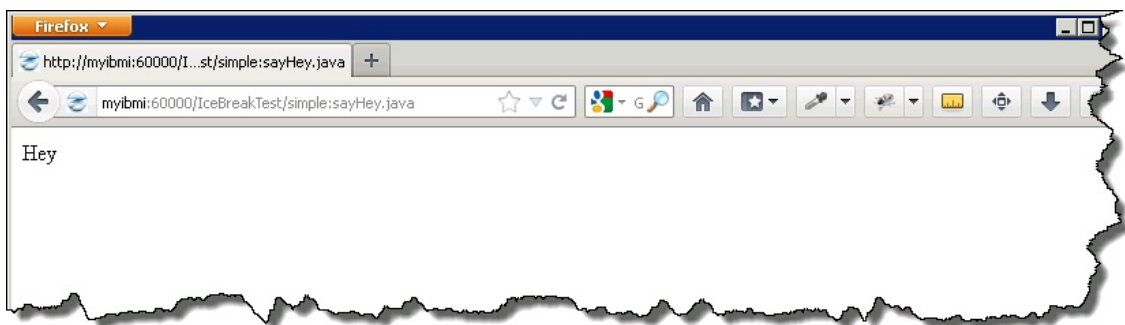 Firefox
http://myibmi:60000/I...st/simple:sayHey.java
myibmi:60000/IceBreakTest/simple:sayHey.java
G
Hey